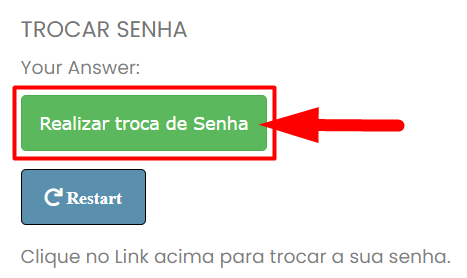 TROCAR SENHA
Your Answer:
Realizar troca de Senha
Restart
Clique no Link acima para trocar a sua senha.